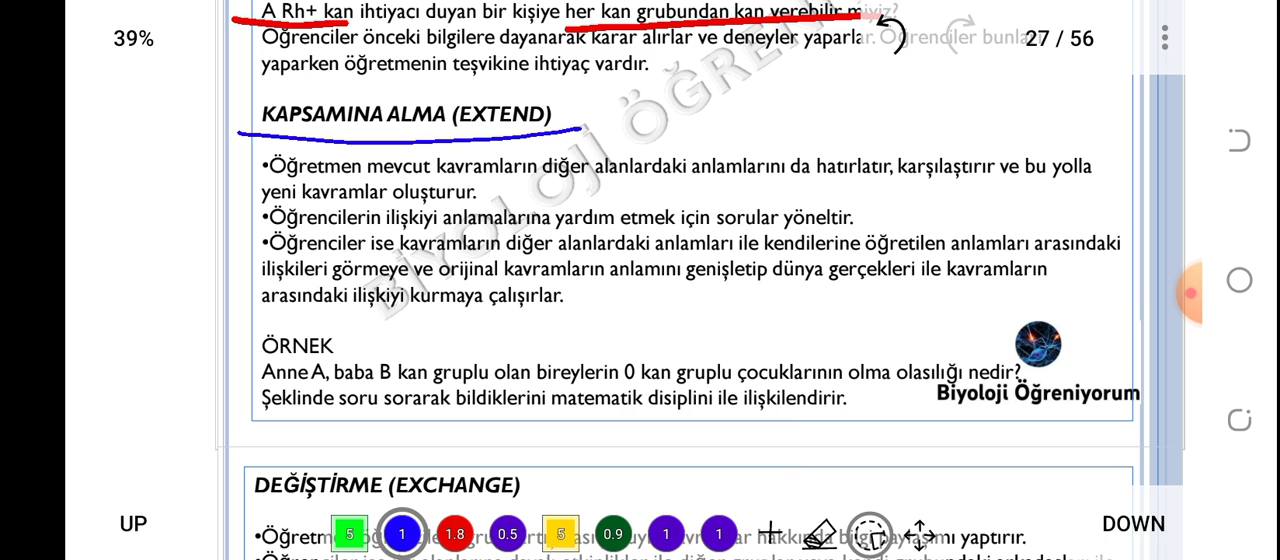 A Rh+ kan ihtiyacı duyan bir kişiye her kan grubundan kan verebilir miyiz?
39%
Öğrenciler önceki bilgilere dayanarak karar alırlar ve deneyler yaparlar. Öğrenciler
27 / 56
yaparken öğretmenin teşvikine ihtiyaç vardır.
KAPSAMINA ALMA (EXTEND)
BİYOLOJİ
•Öğretmen mevcut kavramların diğer alanlardaki anlamlarını da hatırlatır, karşılaştırır ve bu yolla
yeni kavramlar oluşturur.
•Öğrencilerin ilişkiyi anlamalarına yardım etmek için sorular yöneltir.
•Öğrenciler ise kavramların diğer alanlardaki anlamları ile kendilerine öğretilen anlamları arasındaki
ilişkileri görmeye ve orijinal kavramların anlamını genişletip dünya gerçekleri ile kavramların
arasındaki ilişkiyi kurmaya çalışırlar.
ÖRNEK
Anne A, baba B kan gruplu olan bireylerin 0 kan gruplu çocuklarının olma olasılığı nedir?
Şeklinde soru sorarak bildiklerini matematik disiplini ile ilişkilendirir.
Biyoloji Öğreniyorum
DEĞİŞTİRME (EXCHANGE)
UP
5 1 1.8 0.5 5 0.9 1 1
DOWN
yaptırır.